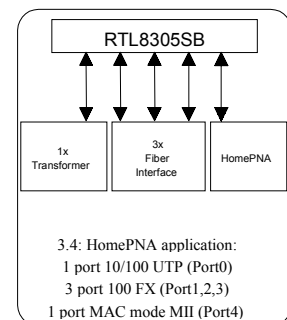 RTL8305SB
1x
Transformer
3x
Fiber
Interface
HomePNA
3.4: HomePNA application:
1 port 10/100 UTP (Port0)
3 port 100 FX (Port1,2,3)
1 port MAC mode MII (Port4)